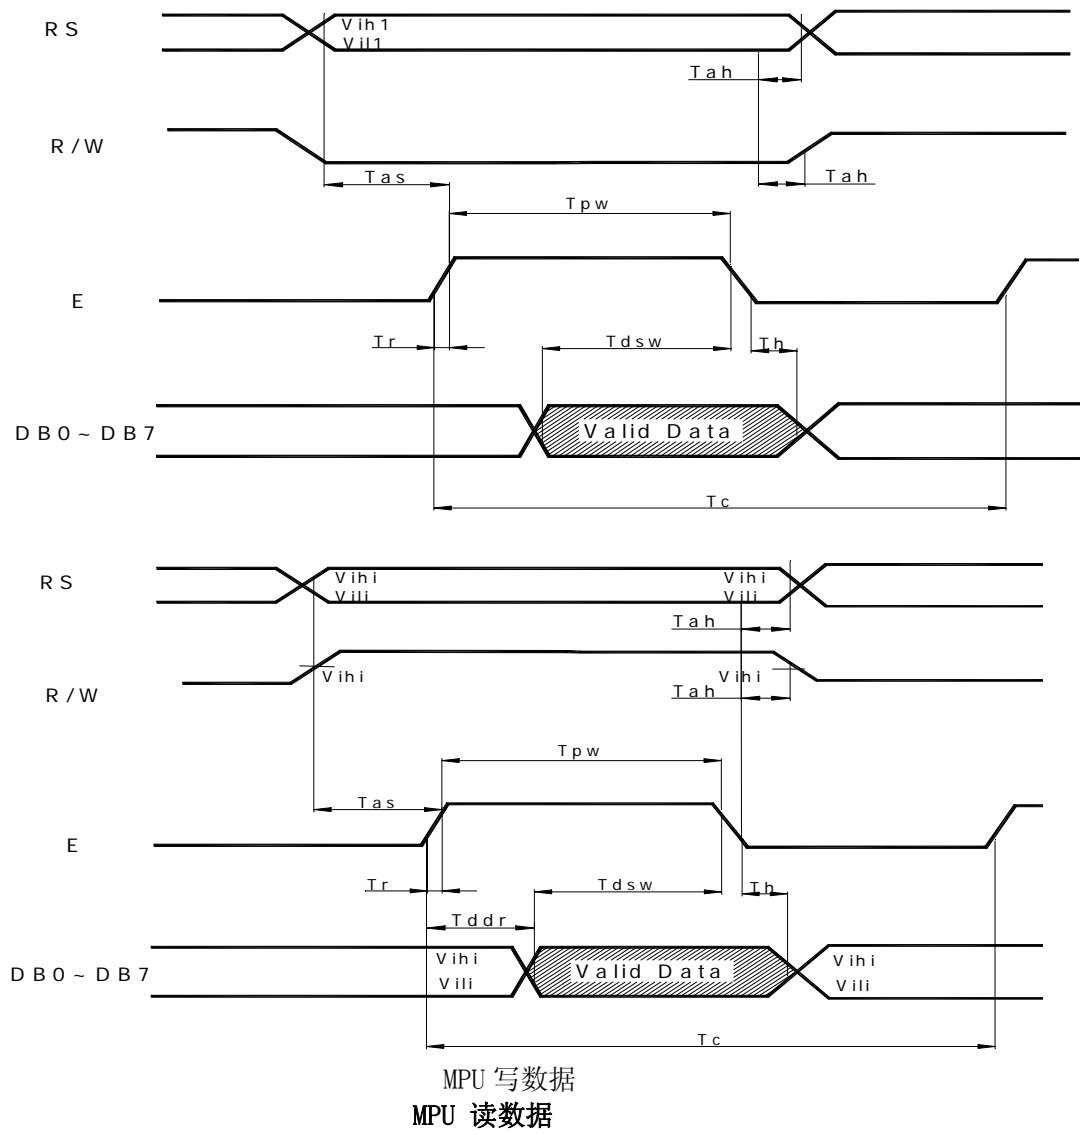 RS
Vih1
Vil1
Tah
R/W
Tas
Tah
Tpw
E
Tr
Tdsw
Th
DB0~DB7
Valid Data
Tc
RS
Vihi
Vihi
Vili
Vili
Tah
R/W
Vihi
Vihi
Tah
Tpw
Tas
E
Tr
Tdsw
Th
Tddr
DB0~DB7
Vihi
Valid Data
Vihi
Vili
Vili
Tc
MPU 写数据
MPU 读数据